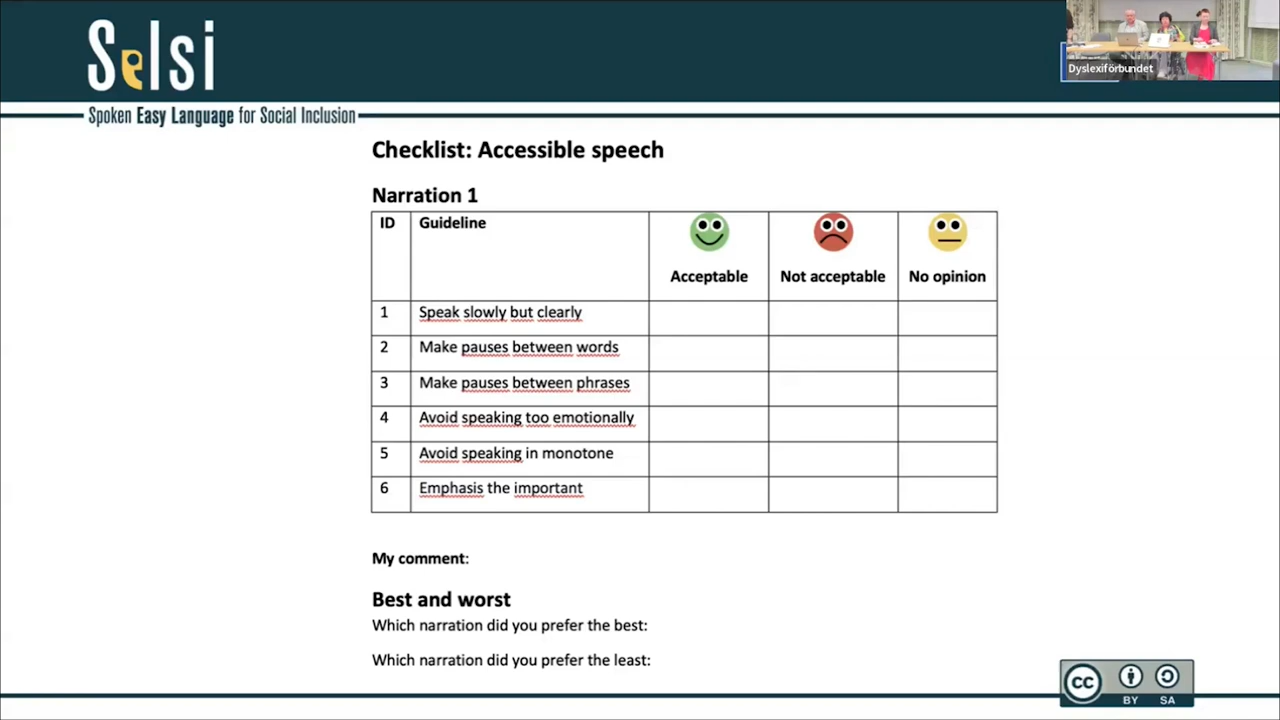 Selsi
Dyslexiförbundet
Spoken Easy Language for Social Inclusion
Checklist: Accessible speech
Narration 1
ID Guideline Acceptable Not acceptable No opinion
1 Speak slowly but clearly
2 Make pauses between words
3 Make pauses between phrases
4 Avoid speaking too emotionally
5 Avoid speaking in monotone
6 Emphasis the important
My comment:
Best and worst
Which narration did you prefer the best:
Which narration did you prefer the least:
CC BY SA